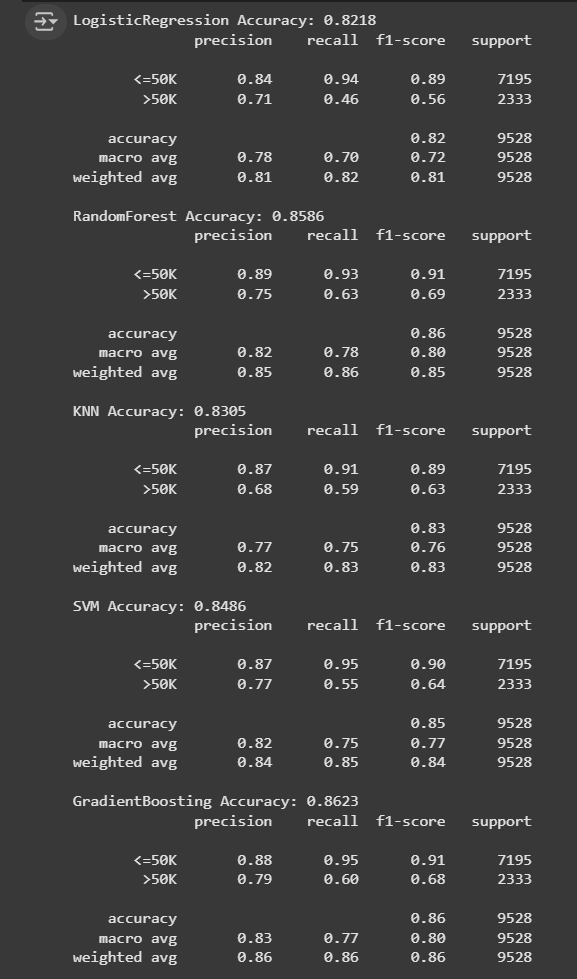 LogisticRegression Accuracy: 0.8218
precision recall f1-score support
<=50K 0.84 0.94 0.89 7195
>50K 0.71 0.46 0.56 2333
accuracy 0.82 9528
macro avg 0.78 0.70 0.72 9528
weighted avg 0.81 0.82 0.81 9528
RandomForest Accuracy: 0.8586
precision recall f1-score support
<=50K 0.89 0.93 0.91 7195
>50K 0.75 0.63 0.69 2333
accuracy 0.86 9528
macro avg 0.82 0.78 0.80 9528
weighted avg 0.85 0.86 0.85 9528
KNN Accuracy: 0.8305
precision recall f1-score support
<=50K 0.87 0.91 0.89 7195
>50K 0.68 0.59 0.63 2333
accuracy 0.83 9528
macro avg 0.77 0.75 0.76 9528
weighted avg 0.82 0.83 0.83 9528
SVM Accuracy: 0.8486
precision recall f1-score support
<=50K 0.87 0.95 0.90 7195
>50K 0.77 0.55 0.64 2333
accuracy 0.85 9528
macro avg 0.82 0.75 0.77 9528
weighted avg 0.84 0.85 0.84 9528
GradientBoosting Accuracy: 0.8623
precision recall f1-score support
<=50K 0.88 0.95 0.91 7195
>50K 0.79 0.60 0.68 2333
accuracy 0.86 9528
macro avg 0.83 0.77 0.80 9528
weighted avg 0.86 0.86 0.86 9528